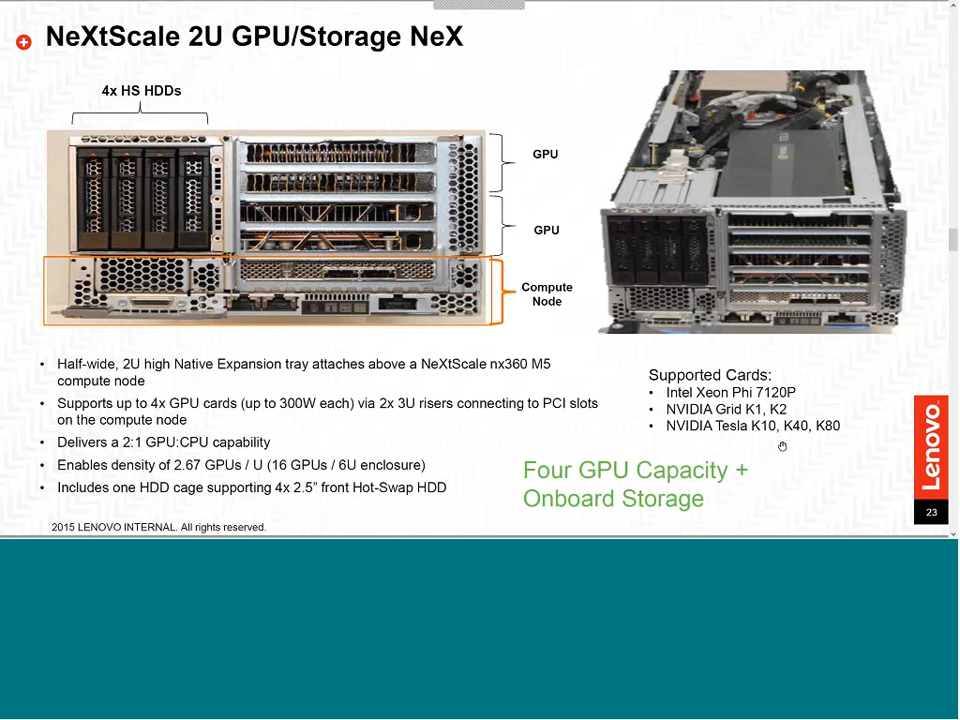 NeXtScale 2U GPU/Storage NeX
4x HS HDDs
GPU
GPU
Compute
Node
• Half-wide, 2U high Native Expansion tray attaches above a NeXtScale nx360 M5
compute node
• Supports up to 4x GPU cards (up to 300W each) via 2x 3U risers connecting to PCI slots
on the compute node
• Delivers a 2:1 GPU:CPU capability
• Enables density of 2.67 GPUs / U (16 GPUs / 6U enclosure)
• Includes one HDD cage supporting 4x 2.5” front Hot-Swap HDD
Supported Cards:
• Intel Xeon Phi 7120P
• NVIDIA Grid K1, K2
• NVIDIA Tesla K10, K40, K80
Four GPU Capacity +
Onboard Storage
Lenovo
23
2015 LENOVO INTERNAL. All rights reserved.